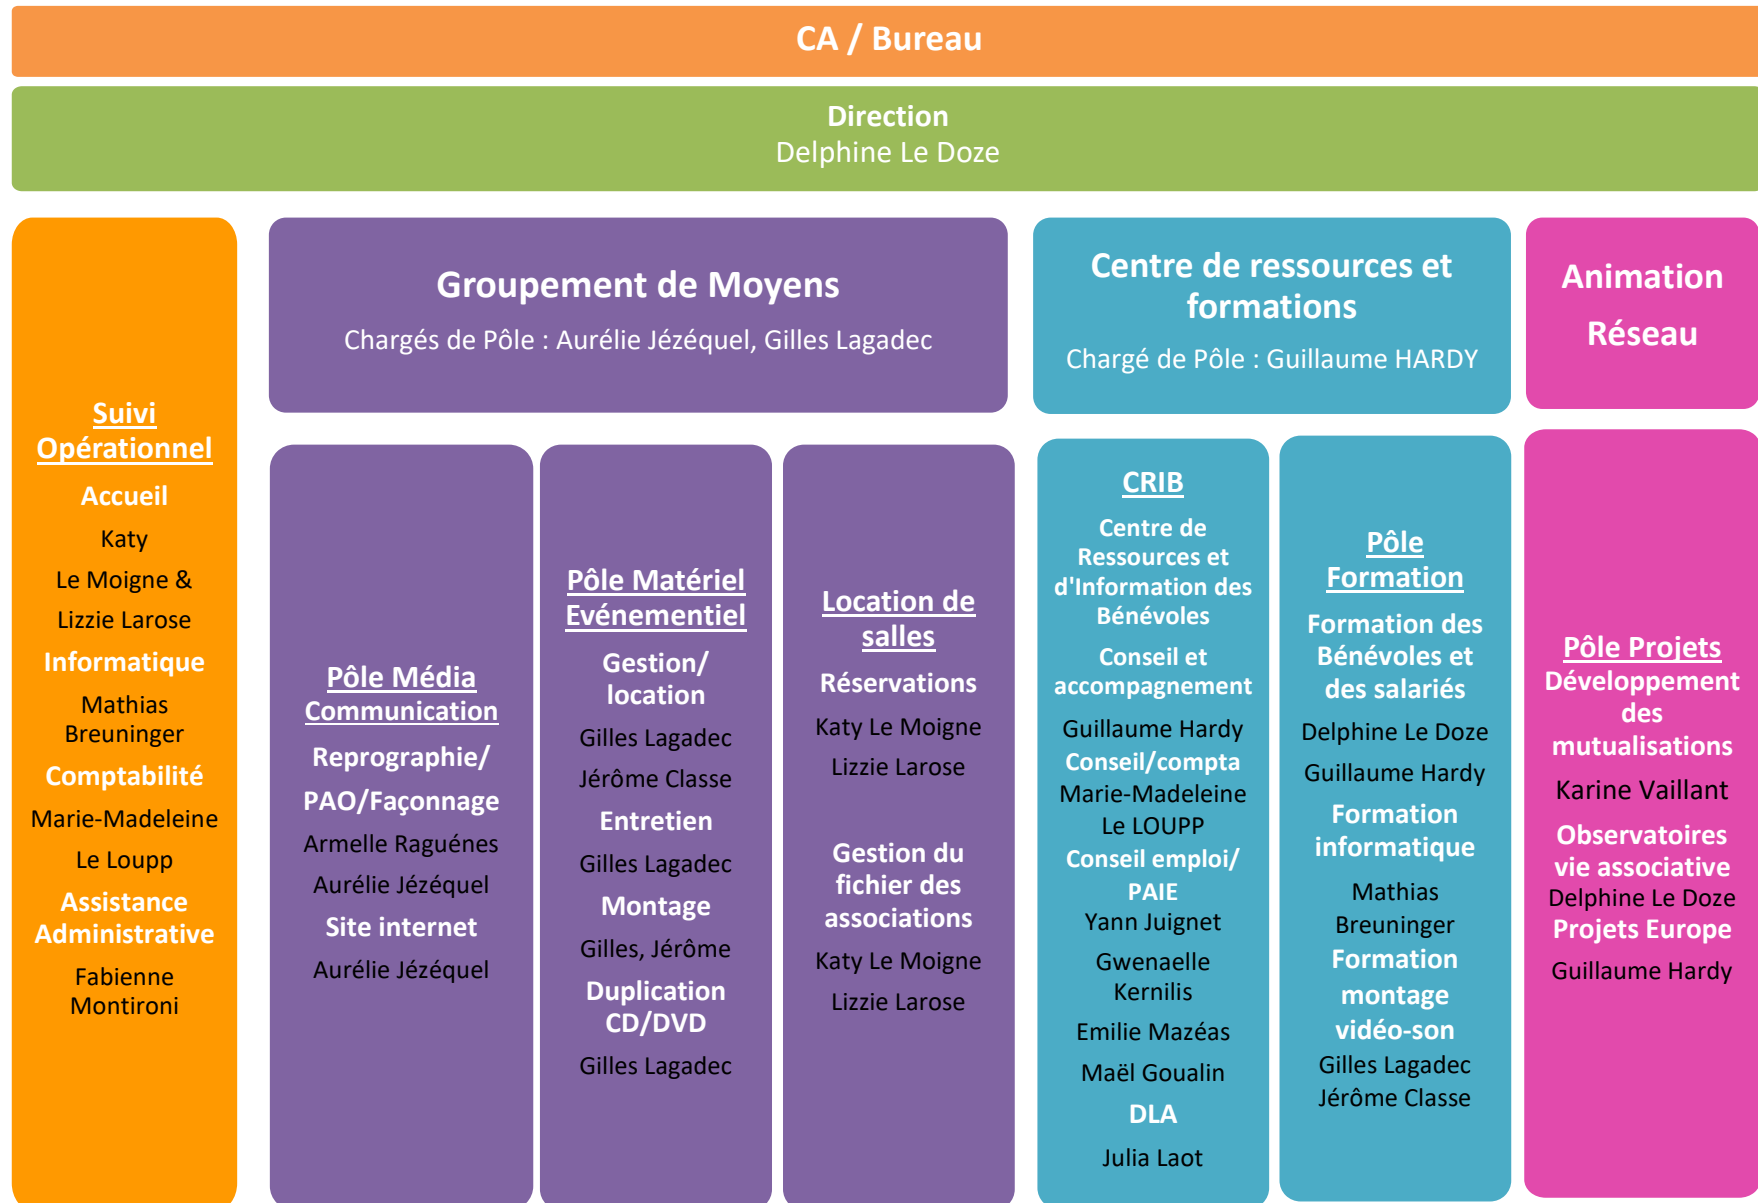 CA / Bureau
Direction
Delphine Le Doze
Suivi
Opérationnel
Accueil
Katy
Le Moigne &
Lizzie Larose
Informatique
Mathias
Breuninger
Comptabilité
Marie-Madeleine
Le Loupp
Assistance
Administrative
Fabienne
Montironi
Groupement de Moyens
Chargés de Pôle : Aurélie Jézéquel, Gilles Lagadec
Pôle Média
Communication
Reprographie/
PAO/Façonnage
Armelle Raguénes
Aurélie Jézéquel
Site internet
Aurélie Jézéquel
Pôle Matériel
Evénementiel
Gestion/
location
Gilles Lagadec
Jérôme Classe
Entretien
Gilles Lagadec
Montage
Gilles, Jérôme
Duplication
CD/DVD
Gilles Lagadec
Location de
salles
Réservations
Katy Le Moigne
Lizzie Larose
Gestion du
fichier des
associations
Katy Le Moigne
Lizzie Larose
Centre de ressources et
formations
Chargé de Pôle : Guillaume HARDY
CRIB
Centre de
Ressources et
d'Information des
Bénévoles
Conseil et
accompagnement
Guillaume Hardy
Conseil/compta
Marie-Madeleine
Le LOUPP
Conseil emploi/
PAIE
Yann Juignet
Gwenaelle
Kernilis
Emilie Mazéas
Maël Goualin
DLA
Julia Laot
Pôle
Formation
Formation des
Bénévoles et
des salariés
Delphine Le Doze
Guillaume Hardy
Formation
informatique
Mathias
Breuninger
Formation
montage
vidéo-son
Gilles Lagadec
Jérôme Classe
Animation
Réseau
Pôle Projets
Développement
des
mutualisations
Karine Vaillant
Observatoires
vie associative
Delphine Le Doze
Projets Europe
Guillaume Hardy